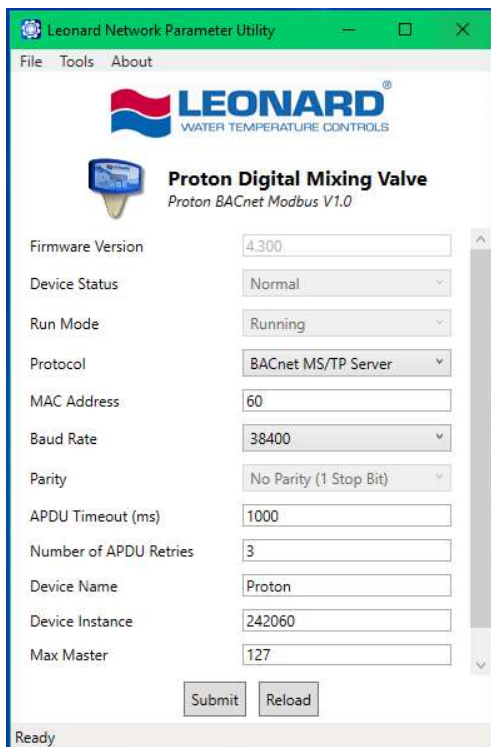 Leonard Network Parameter Utility
File Tools About
LEONARD®
WATER TEMPERATURE CONTROLS
Proton Digital Mixing Valve
Proton BACnet Modbus V1.0
Firmware Version 4.300
Device Status Normal
Run Mode Running
Protocol BACnet MS/TP Server
MAC Address 60
Baud Rate 38400
Parity No Parity (1 Stop Bit)
APDU Timeout (ms) 1000
Number of APDU Retries 3
Device Name Proton
Device Instance 242060
Max Master 127
Submit Reload
Ready